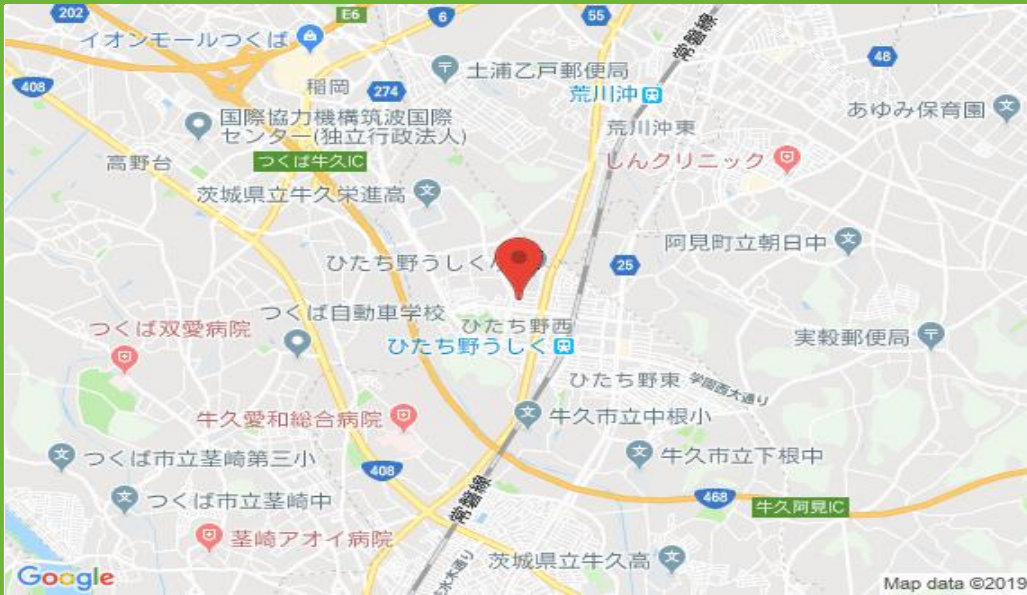 202
E6
6
55
イオンモールつくば
常磐線
408
稲岡
274
土浦乙戸郵便局
48
荒川沖
国際協力機構筑波国際
センター(独立行政法人)
荒川沖東
あゆみ保育園
高野台
つくば牛久IC
しんクリニック
茨城県立牛久栄進高
阿見町立朝日中
ひたち野うしく小
25
つくば自動車学校
つくば双愛病院
ひたち野西
実穀郵便局
ひたち野うしく
ひたち野東
学園西大通り
牛久愛和総合病院
牛久市立中根小
つくば市立茎崎第三小
408
牛久市立下根中
つくば市立茎崎中
常磐線
468
牛久阿見IC
茎崎アオイ病院
茨城県立牛久高
Google
Map data ©2019